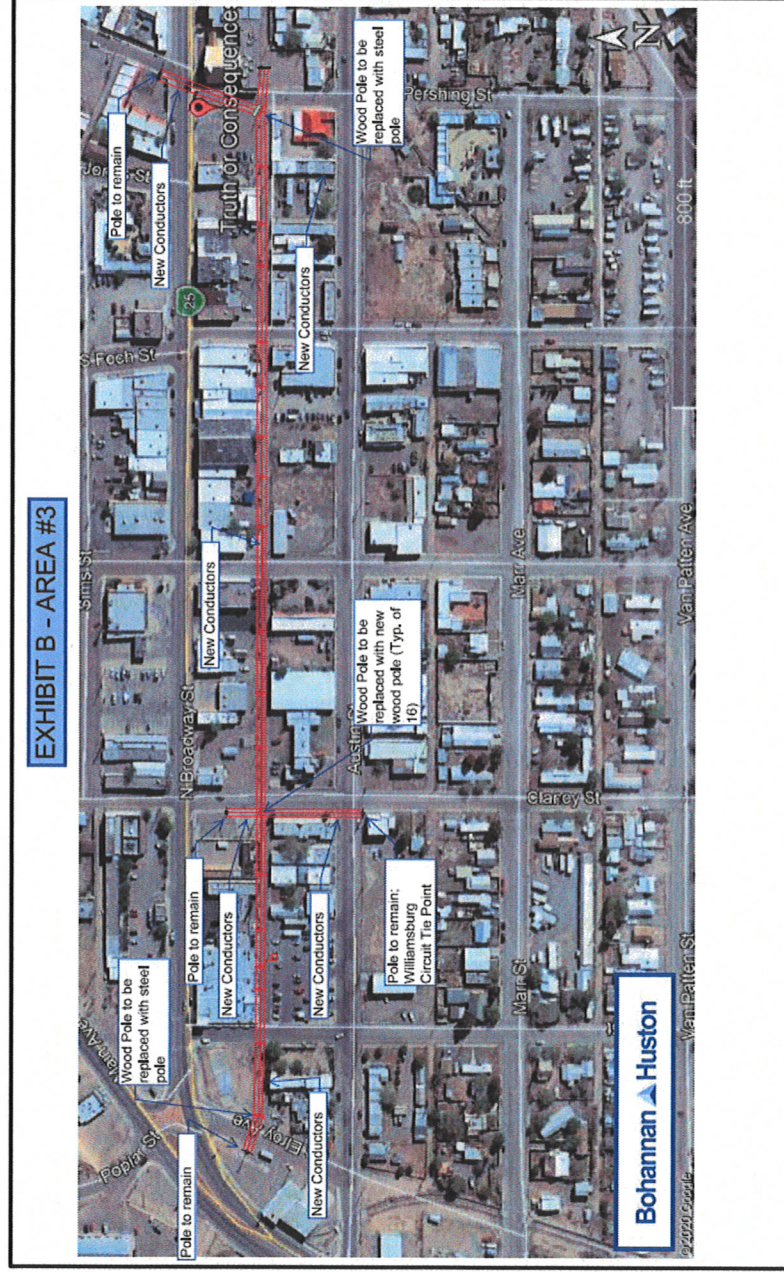 EXHIBIT B - AREA #3
Pole to remain
New Conductors
Truth or Consequences
Wood Pole to be
replaced with steel
pole
Pershing St
N
Jones St
25
New Conductors
800 ft
S Foch St
Sims St
New Conductors
N Broadway St
Wood Pole to be
replaced with new
wood pole (Typ. of
16)
Austin St
Marr Ave
Van Patten Ave
Clancy St
Pole to remain
New Conductors
New Conductors
Pole to remain:
Williamsburg
Circuit Tie Point
Main St
Van Patten St
Wood Pole to be
replaced with steel
pole
Poplar St
Pole to remain
Elroy Ave
New Conductors
Bohannan Huston
© 2020 Google